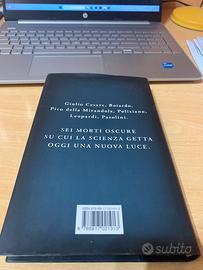 Giulio Cesare, Boiardo,
Pico della Mirandola, Poliziano,
Leopardi, Pasolini.
SEI MORTI OSCURE
SU CUI LA SCIENZA GETTA
OGGI UNA NUOVA LUCE.
subito